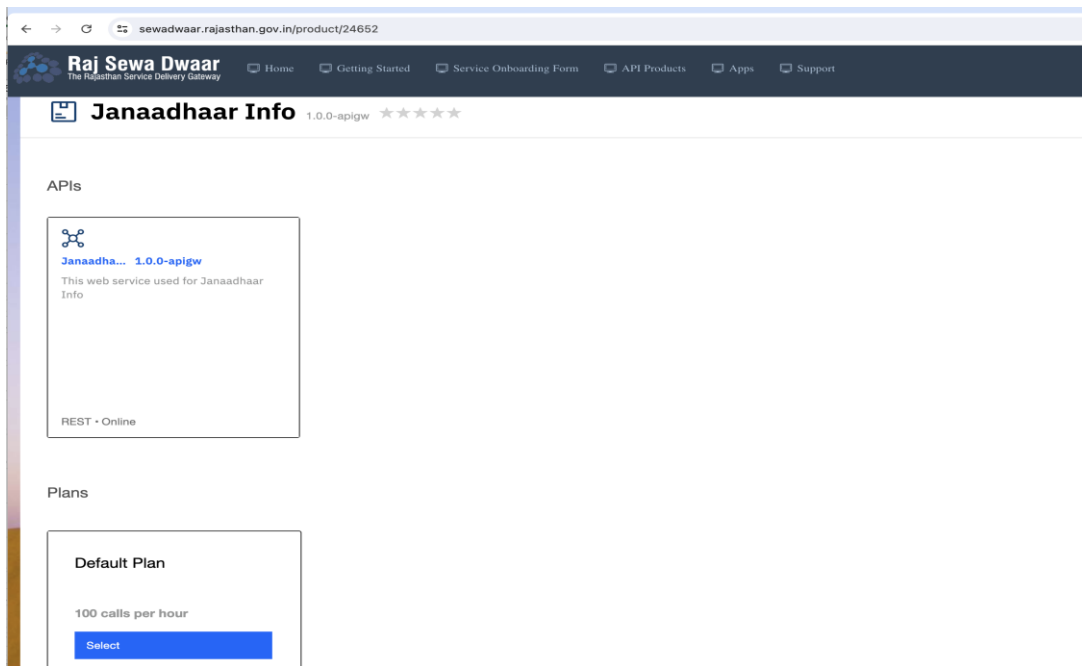 sewadwaar.rajasthan.gov.in/product/24652
Raj Sewa Dwaar
The Rajasthan Service Delivery Gateway
Home Getting Started Service Onboarding Form API Products Apps Support
Janaadhaar Info 1.0.0-apigw
APIs
Janaadha... 1.0.0-apigw
This web service used for Janaadhaar
Info
REST • Online
Plans
Default Plan
100 calls per hour
Select